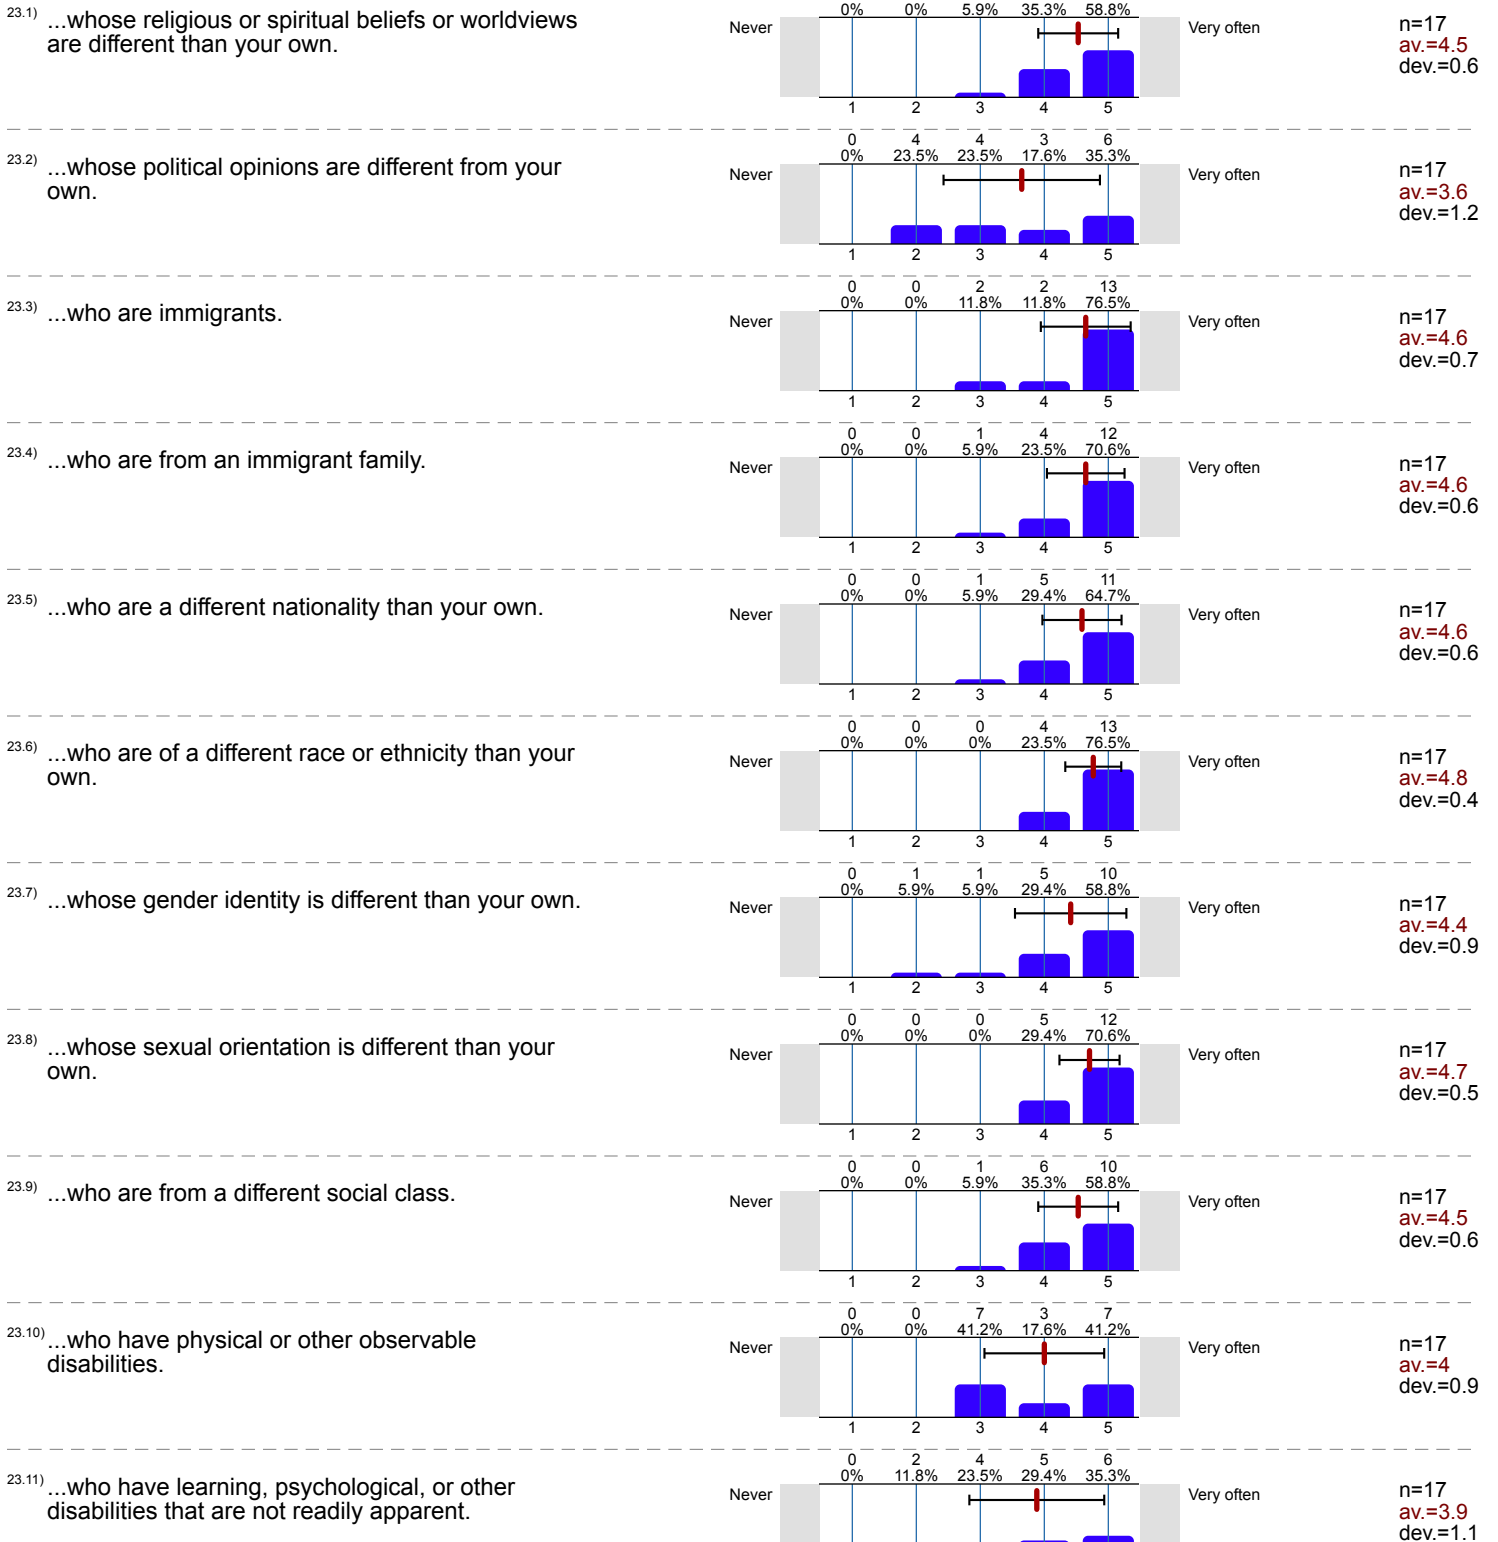 23.1) ...whose religious or spiritual beliefs or worldviews
are different than your own.
0% 0% 5.9% 35.3% 58.8%
Never
Very often
1 2 3 4 5
n=17
av.=4.5
dev.=0.6
23.2) ...whose political opinions are different from your
own.
0 4 4 3 6
0% 23.5% 23.5% 17.6% 35.3%
Never
Very often
1 2 3 4 5
n=17
av.=3.6
dev.=1.2
23.3) ...who are immigrants.
0 0 2 2 13
0% 0% 11.8% 11.8% 76.5%
Never
Very often
1 2 3 4 5
n=17
av.=4.6
dev.=0.7
23.4) ...who are from an immigrant family.
0 0 1 4 12
0% 0% 5.9% 23.5% 70.6%
Never
Very often
1 2 3 4 5
n=17
av.=4.6
dev.=0.6
23.5) ...who are a different nationality than your own.
0 0 1 5 11
0% 0% 5.9% 29.4% 64.7%
Never
Very often
1 2 3 4 5
n=17
av.=4.6
dev.=0.6
23.6) ...who are of a different race or ethnicity than your
own.
0 0 0 4 13
0% 0% 0% 23.5% 76.5%
Never
Very often
1 2 3 4 5
n=17
av.=4.8
dev.=0.4
23.7) ...whose gender identity is different than your own.
0 1 1 5 10
0% 5.9% 5.9% 29.4% 58.8%
Never
Very often
1 2 3 4 5
n=17
av.=4.4
dev.=0.9
23.8) ...whose sexual orientation is different than your
own.
0 0 0 5 12
0% 0% 0% 29.4% 70.6%
Never
Very often
1 2 3 4 5
n=17
av.=4.7
dev.=0.5
23.9) ...who are from a different social class.
0 0 1 6 10
0% 0% 5.9% 35.3% 58.8%
Never
Very often
1 2 3 4 5
n=17
av.=4.5
dev.=0.6
23.10) ...who have physical or other observable
disabilities.
0 0 7 3 7
0% 0% 41.2% 17.6% 41.2%
Never
Very often
1 2 3 4 5
n=17
av.=4
dev.=0.9
23.11) ...who have learning, psychological, or other
disabilities that are not readily apparent.
0 2 4 5 6
0% 11.8% 23.5% 29.4% 35.3%
Never
Very often
n=17
av.=3.9
dev.=1.1